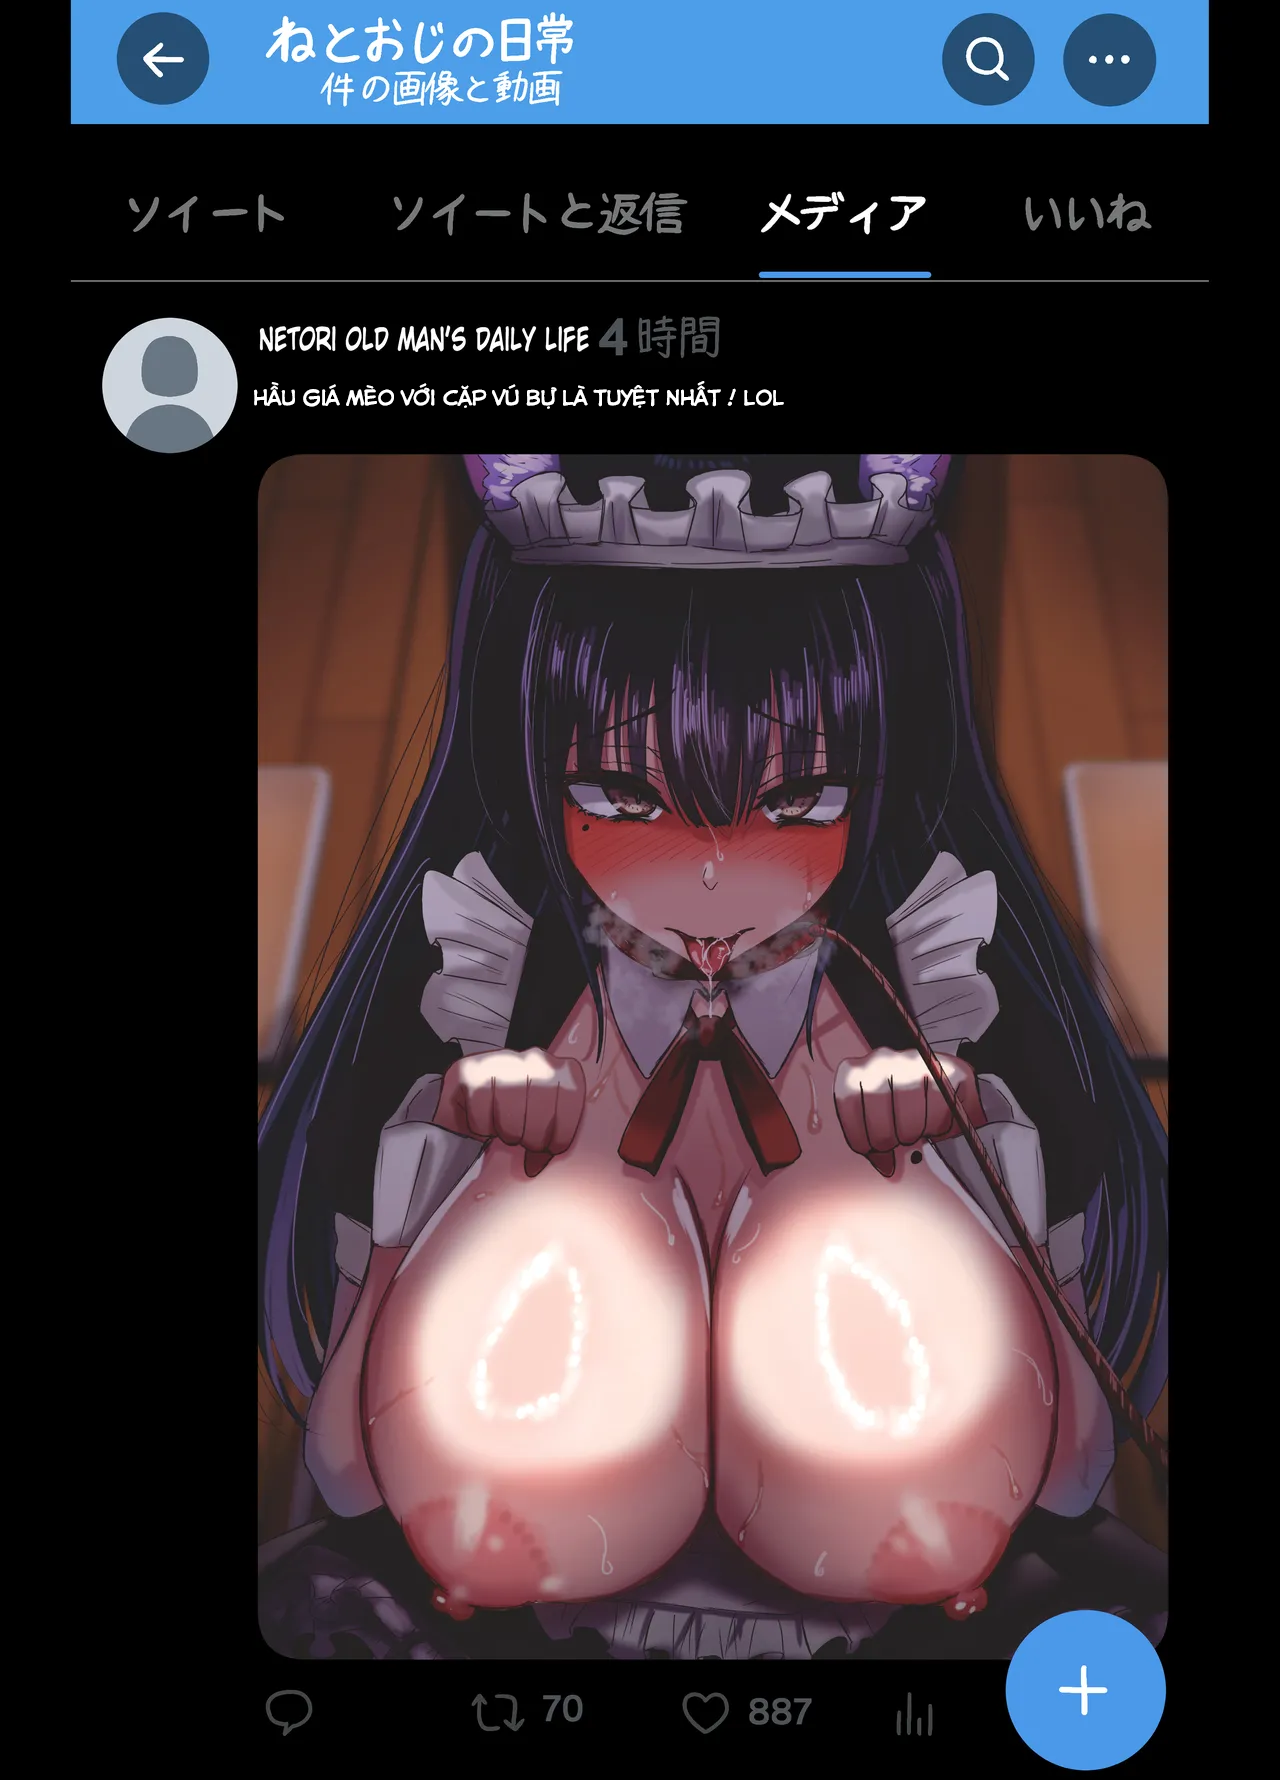 ねとおじの日常
件の画像と動画
ツイート
ツイートと返信
メディア
いいね
NETORI OLD MAN'S DAILY LIFE 4時間
HẦU GIÁ MÈO VỚI CẶP VÚ BỰ LÀ TUYỆT NHẤT! LOL
70
887